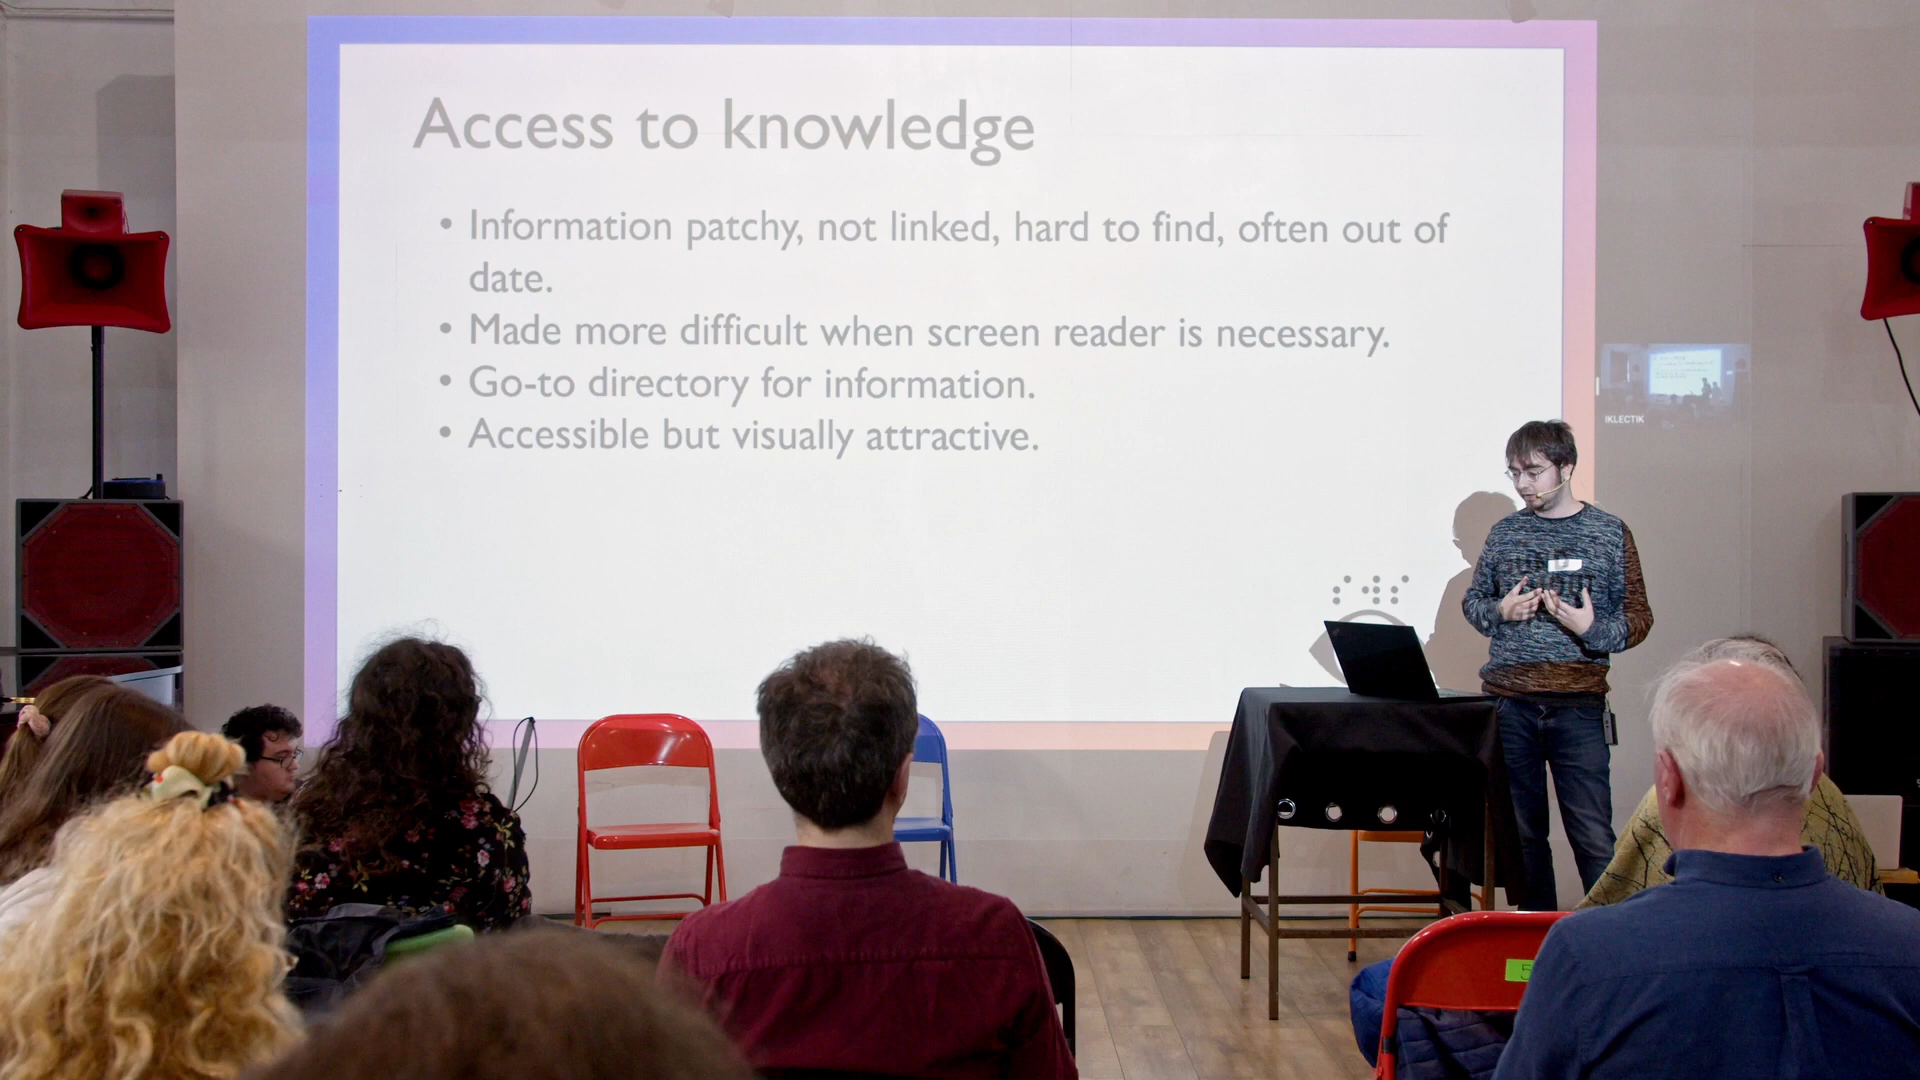 Access to knowledge
• Information patchy, not linked, hard to find, often out of
date.
• Made more difficult when screen reader is necessary.
• Go-to directory for information.
• Accessible but visually attractive.
IKLECTIK
5